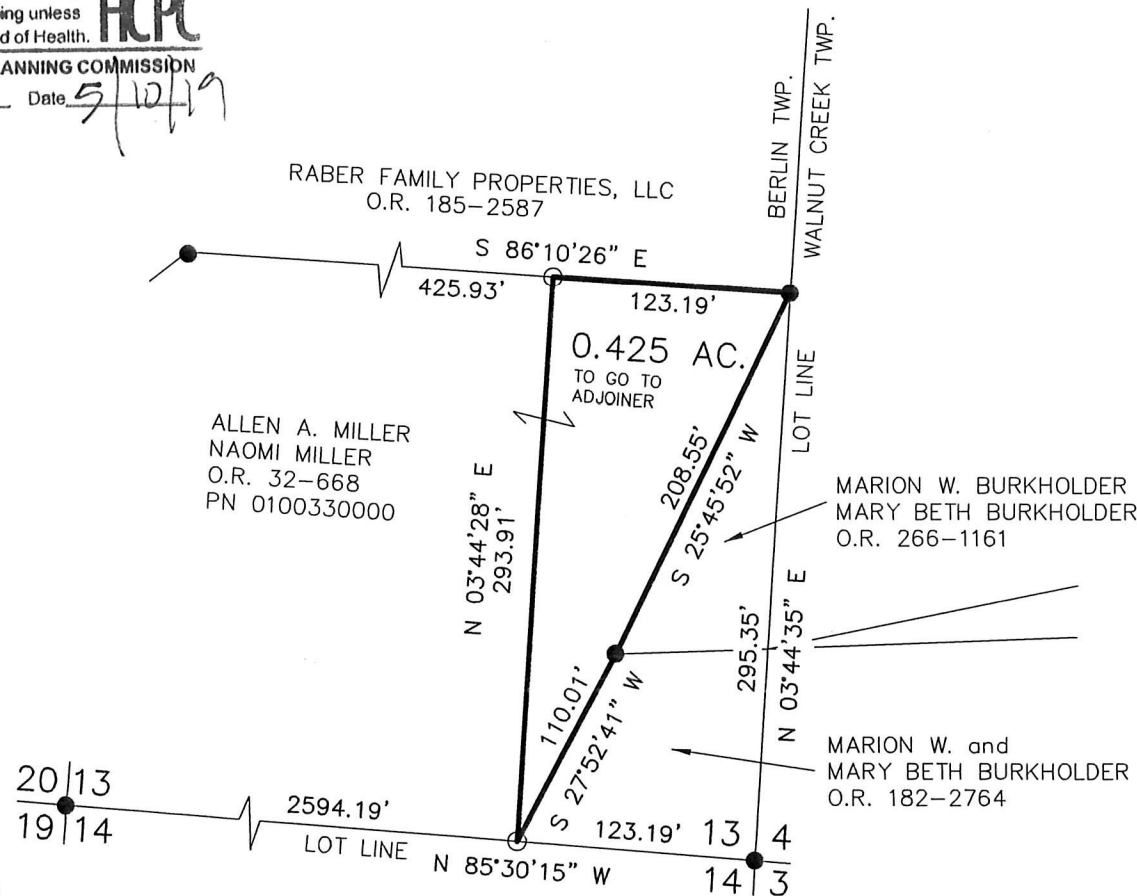 ing unless
d of Health. HCPC
ANNING COMMISSION
Date 5/10/19
RABER FAMILY PROPERTIES, LLC
O.R. 185-2587
BERLIN TWP.
WALNUT CREEK TWP.
S 86°10'26" E
425.93'
123.19'
0.425 AC.
TO GO TO
ADJOINER
LOT LINE
ALLEN A. MILLER
NAOMI MILLER
O.R. 32-668
PN 0100330000
N 03°44'28" E
293.91'
208.55'
S 25°45'52" W
MARION W. BURKHOLDER
MARY BETH BURKHOLDER
O.R. 266-1161
295.35'
N 03°44'35" E
110.01'
S 27°52'41" W
MARION W. and
MARY BETH BURKHOLDER
O.R. 182-2764
20 13
19 14
2594.19'
LOT LINE N 85°30'15" W
123.19'
13 4
14 3